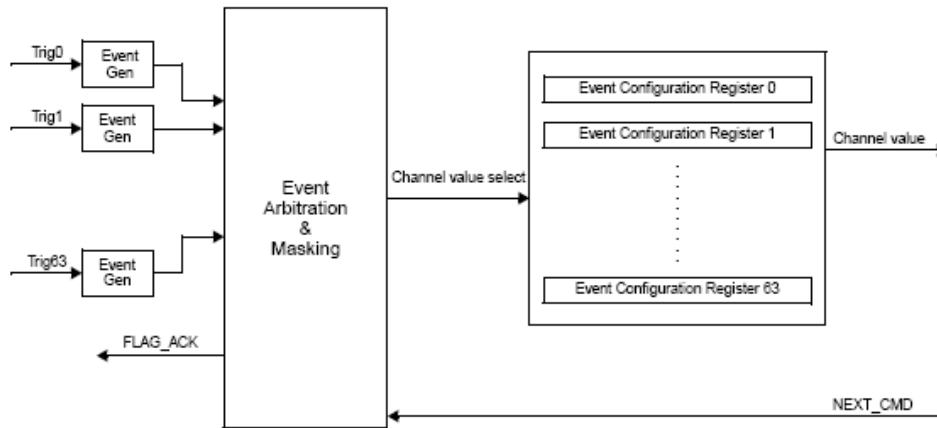 Trig0
Event
Gen
Trig1
Event
Gen
Trig63
Event
Gen
FLAG_ACK
Event
Arbitration
&
Masking
Channel value select
Event Configuration Register 0
Event Configuration Register 1
Event Configuration Register 63
Channel value
NEXT_CMD